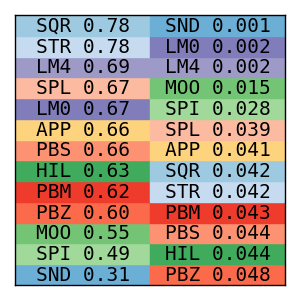 SQR 0.78 SND 0.001
STR 0.78 LM0 0.002
LM4 0.69 LM4 0.002
SPL 0.67 MOO 0.015
LM0 0.67 SPI 0.028
APP 0.66 SPL 0.039
PBS 0.66 APP 0.041
HIL 0.63 SQR 0.042
PBM 0.62 STR 0.042
PBZ 0.60 PBM 0.043
MOO 0.55 PBS 0.044
SPI 0.49 HIL 0.044
SND 0.31 PBZ 0.048